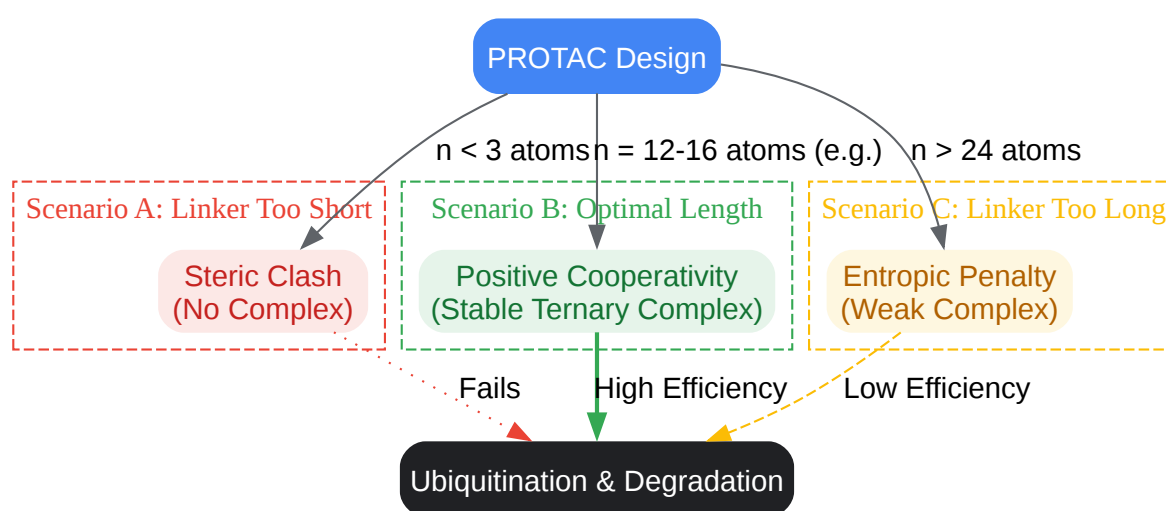 PROTAC Design
n < 3 atoms
n = 12-16 atoms (e.g.)
n > 24 atoms
Scenario A: Linker Too Short
Scenario B: Optimal Length
Scenario C: Linker Too Long
Steric Clash
(No Complex)
Positive Cooperativity
(Stable Ternary Complex)
Entropic Penalty
(Weak Complex)
Fails
High Efficiency
Low Efficiency
Ubiquitination & Degradation